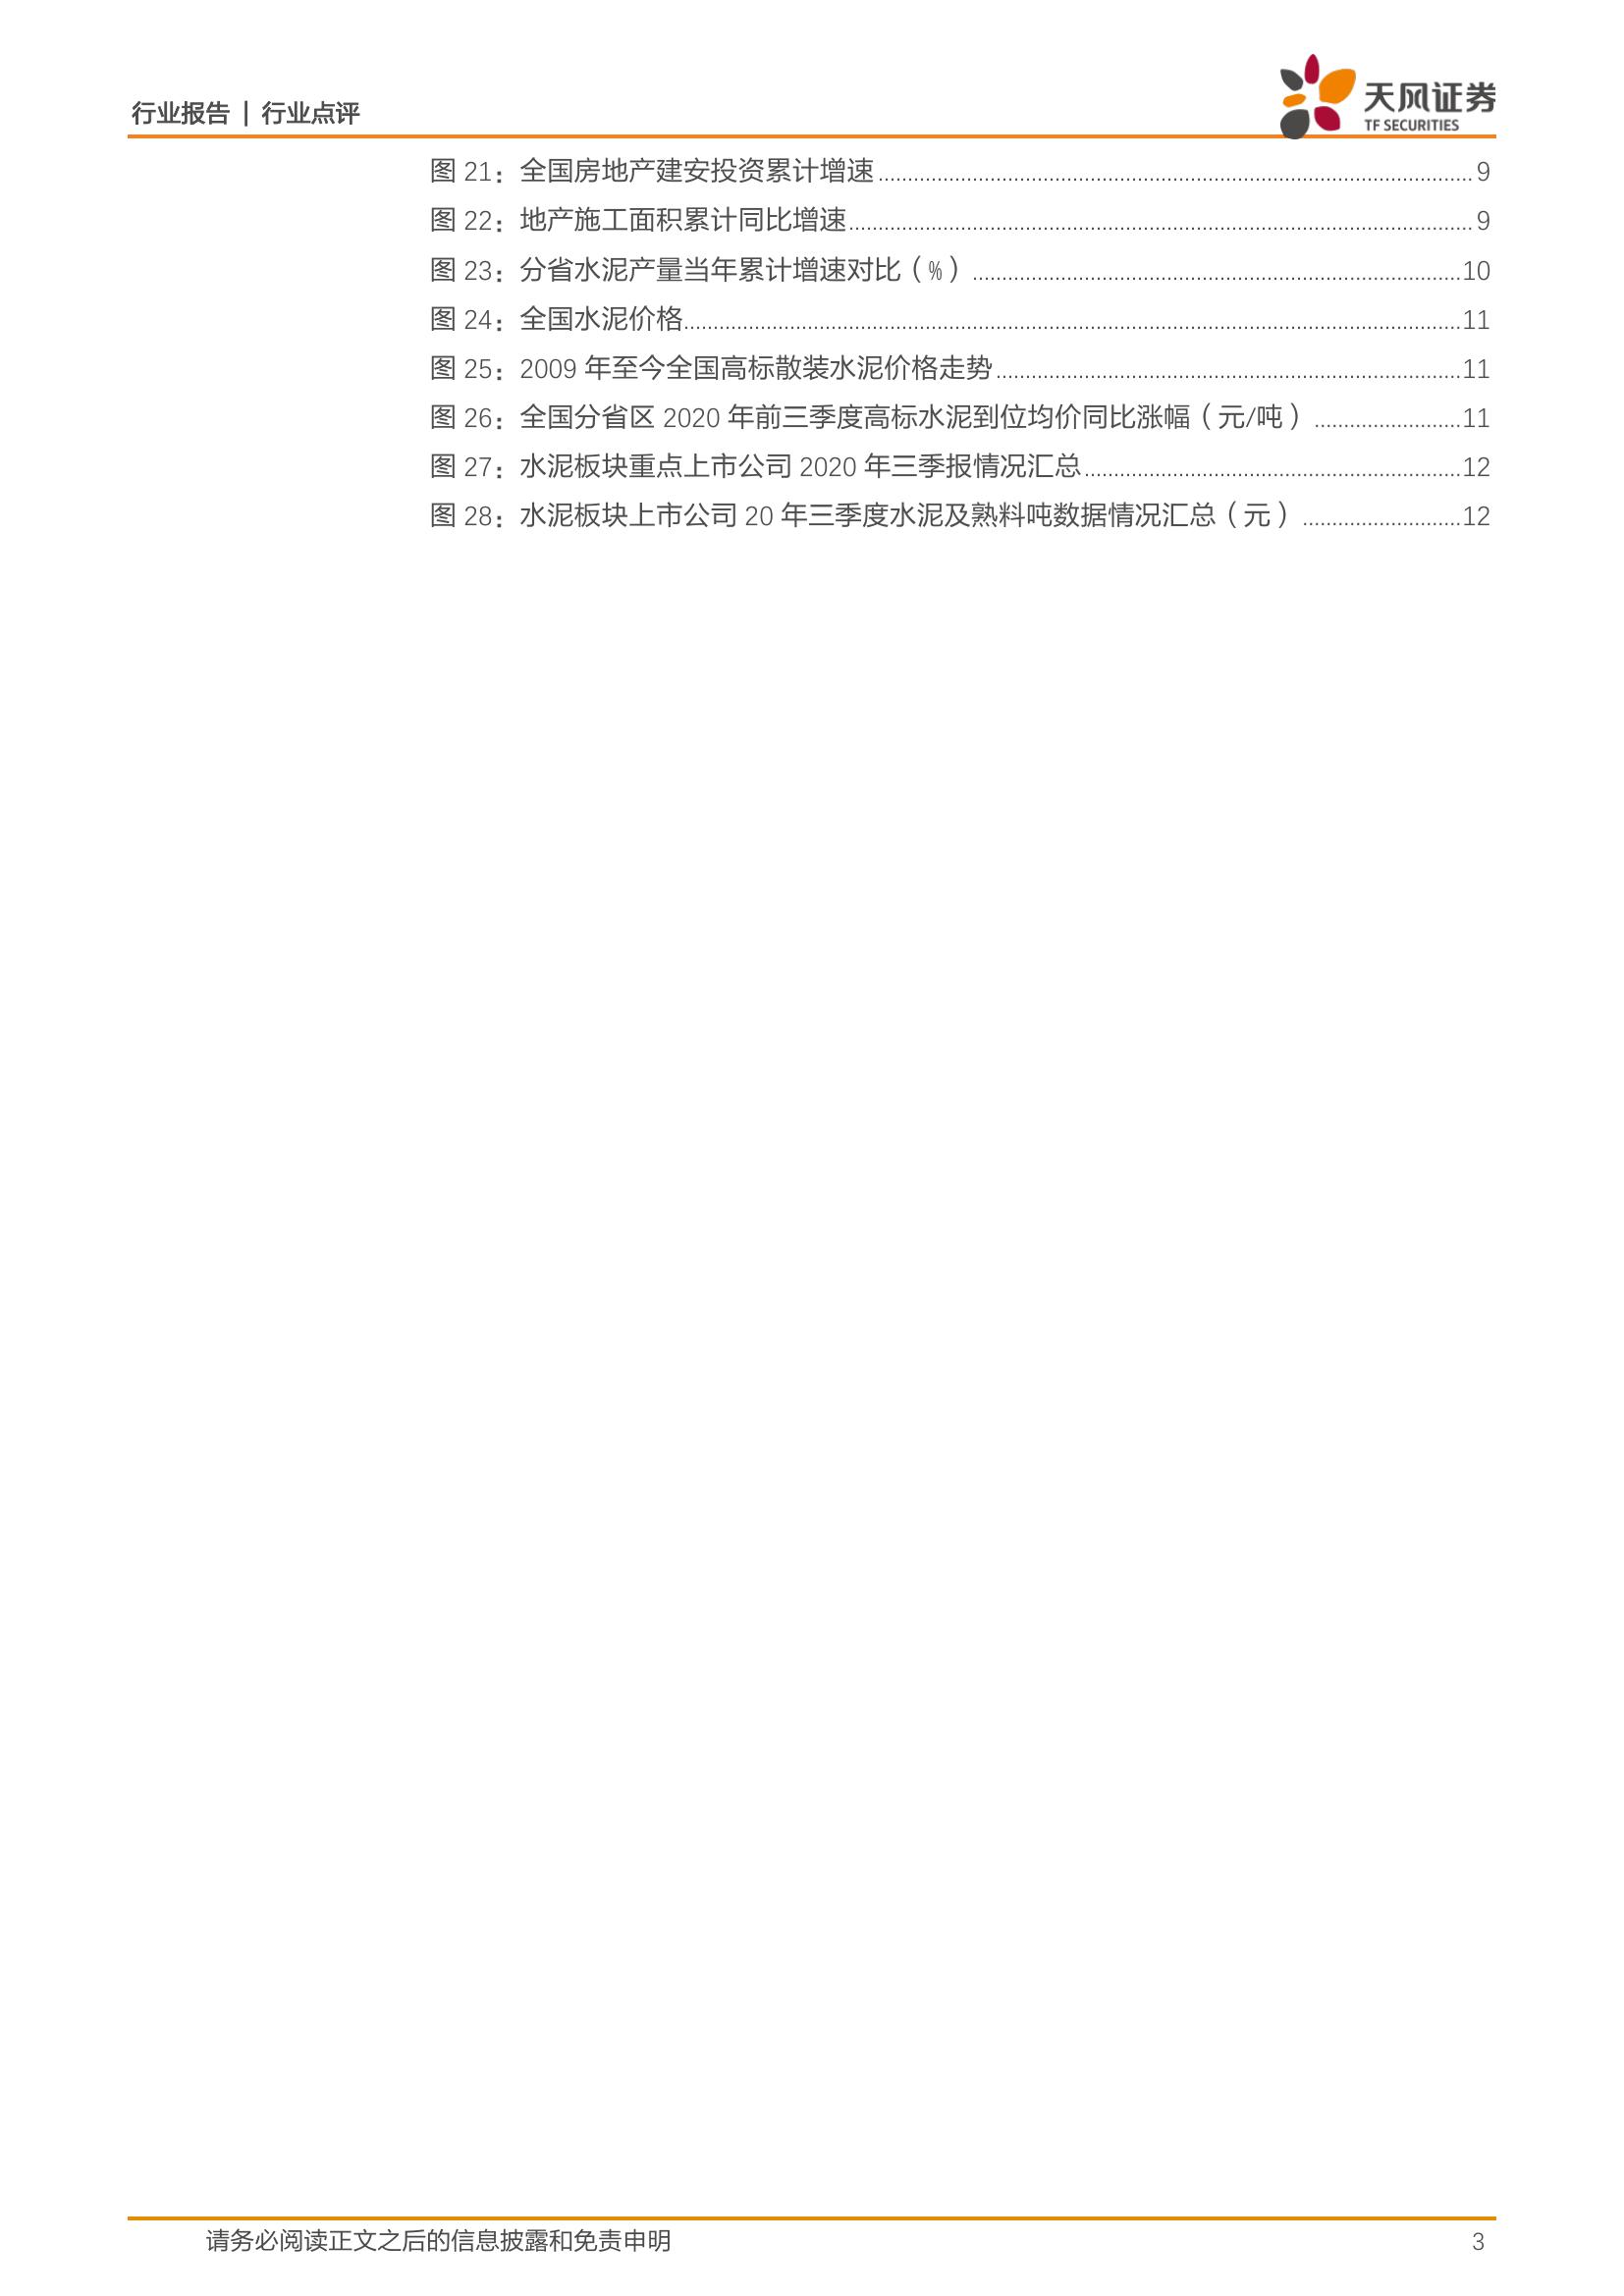 行业报告 | 行业点评
天风证券
TF SECURITIES
图 21：全国房地产建安投资累计增速 9
图 22：地产施工面积累计同比增速 9
图 23：分省水泥产量当年累计增速对比（%） 10
图 24：全国水泥价格 11
图 25：2009 年至今全国高标散装水泥价格走势 11
图 26：全国分省区 2020 年前三季度高标水泥到位均价同比涨幅（元/吨） 11
图 27：水泥板块重点上市公司 2020 年三季报情况汇总 12
图 28：水泥板块上市公司 20 年三季度水泥及熟料吨数据情况汇总（元） 12
请务必阅读正文之后的信息披露和免责申明 3